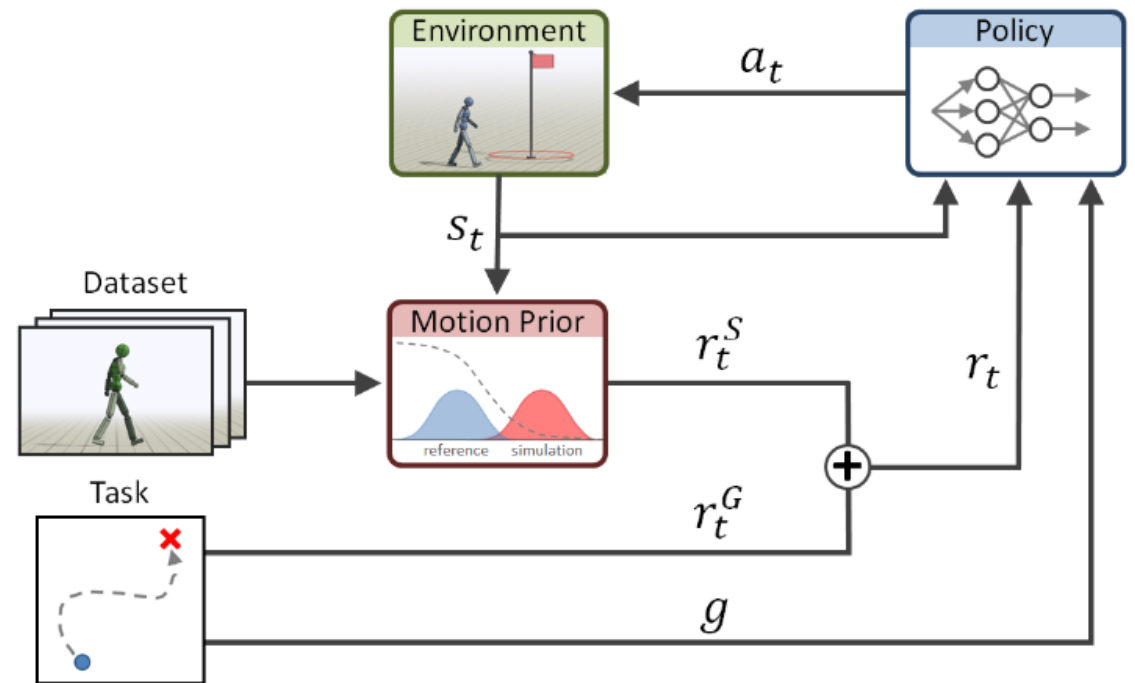 Environment
Policy
a_t
s_t
Dataset
Motion Prior
r_t^S
r_t
reference simulation
Task
r_t^G
g